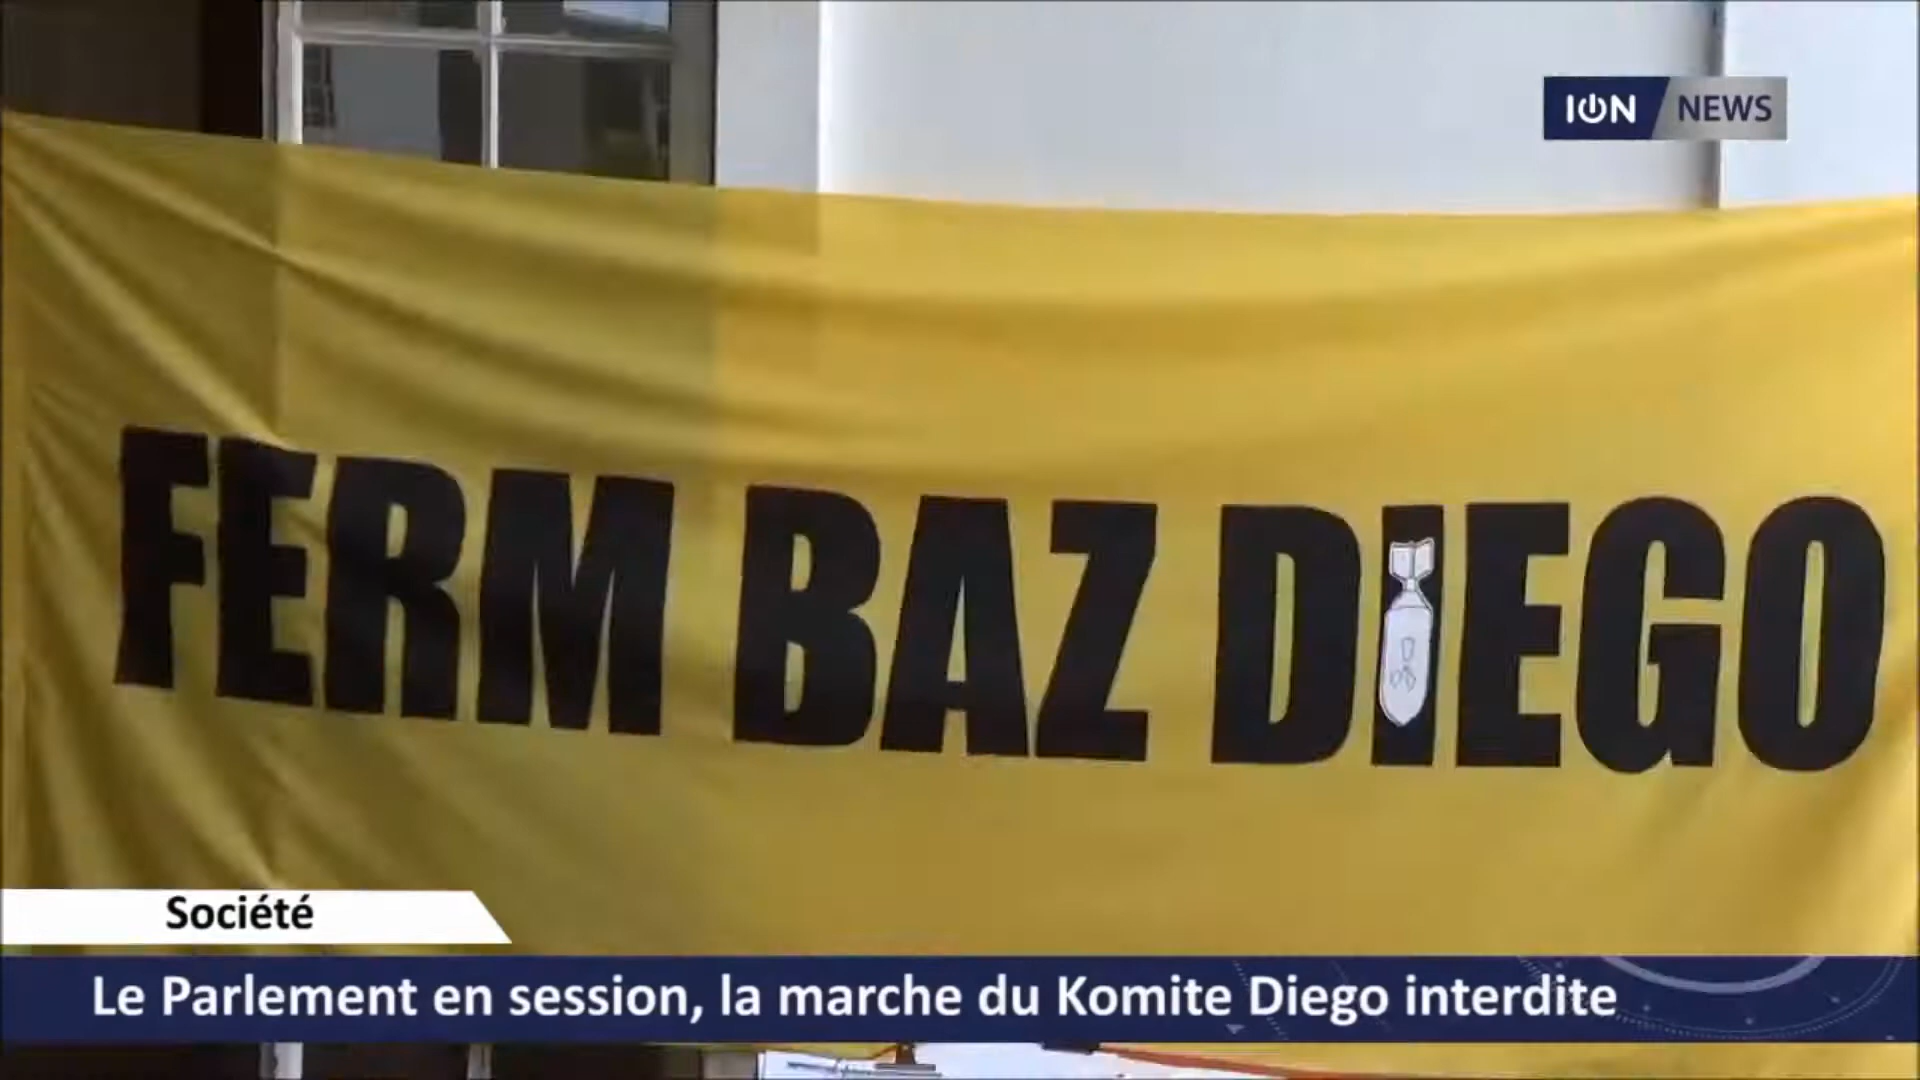 ION NEWS
FERM BAZ DIEGO
Société
Le Parlement en session, la marche du Komite Diego interdite